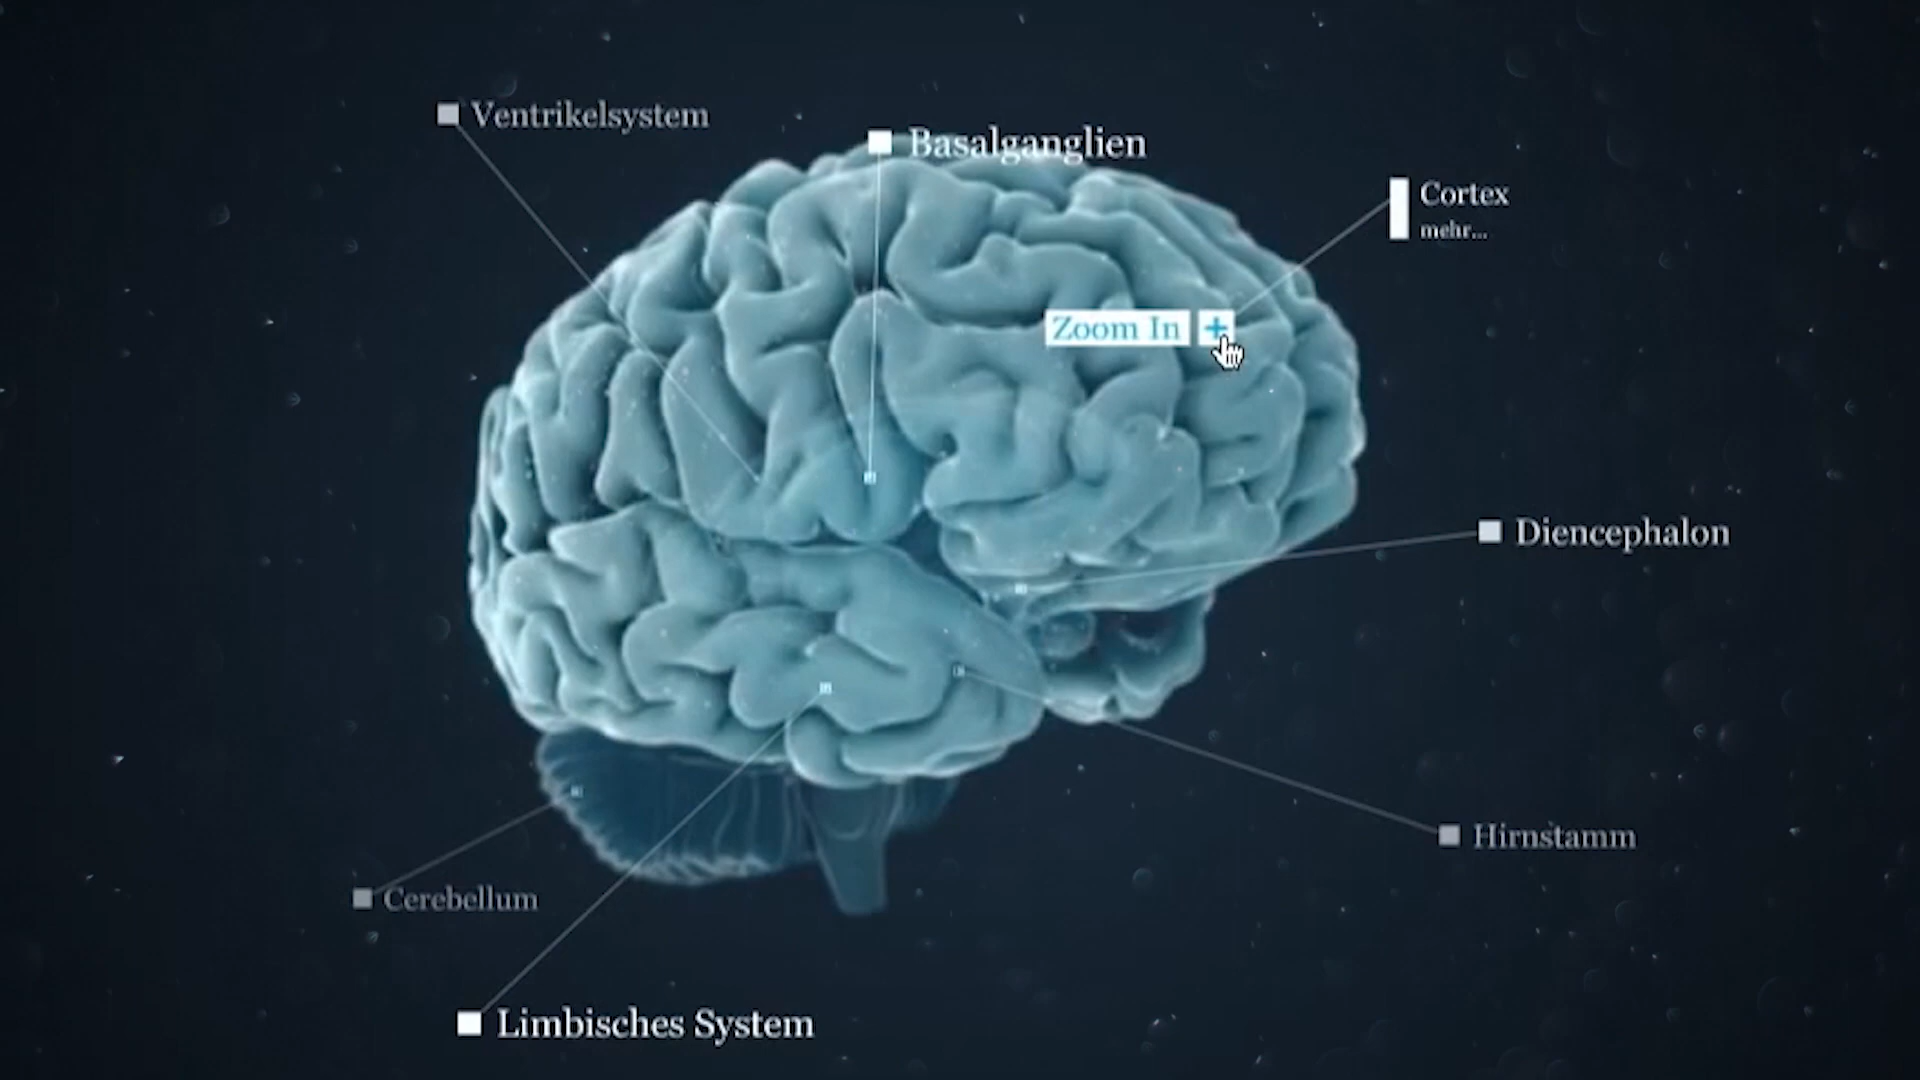 Ventrikelsystem
Basalganglien
Cortex
mehr...
Zoom In +
Diencephalon
Hirnstamm
Cerebellum
Limbisches System